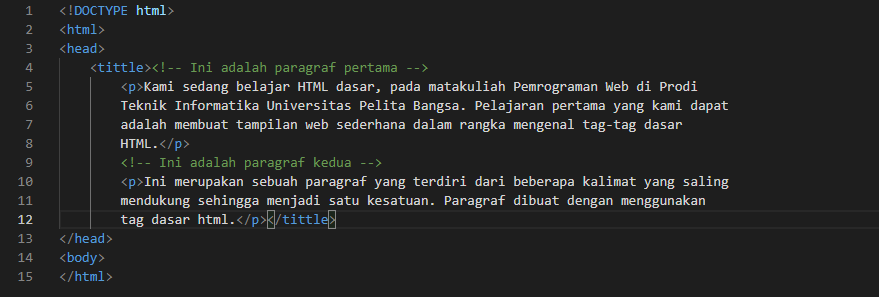 1 <!DOCTYPE html>
2 <html>
3 <head>
4 <tittle><!-- Ini adalah paragraf pertama -->
5 <p>Kami sedang belajar HTML dasar, pada matakuliah Pemrograman Web di Prodi
6 Teknik Informatika Universitas Pelita Bangsa. Pelajaran pertama yang kami dapat
7 adalah membuat tampilan web sederhana dalam rangka mengenal tag-tag dasar
8 HTML.</p>
9 <!-- Ini adalah paragraf kedua -->
10 <p>Ini merupakan sebuah paragraf yang terdiri dari beberapa kalimat yang saling
11 mendukung sehingga menjadi satu kesatuan. Paragraf dibuat dengan menggunakan
12 tag dasar html.</p></tittle>
13 </head>
14 <body>
15 </html>